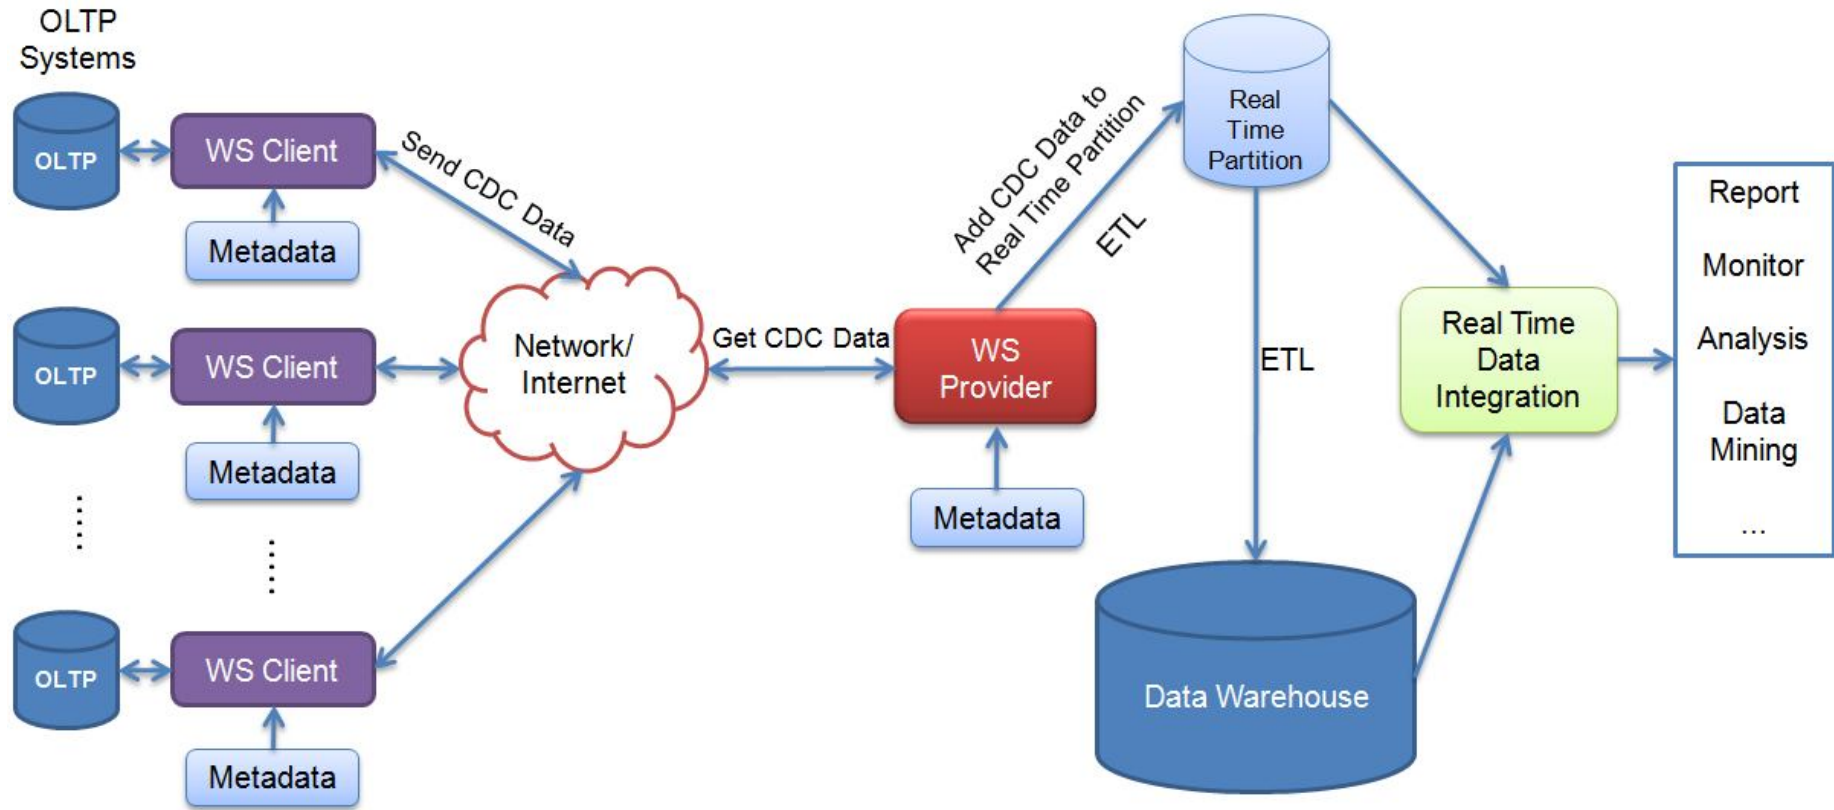 OLTP
Systems
OLTP
WS Client
Metadata
Send CDC Data
OLTP
WS Client
Metadata
......
......
OLTP
WS Client
Metadata
Network/
Internet
Get CDC Data
WS
Provider
Metadata
Add CDC Data to
Real Time Partition
ETL
Real
Time
Partition
ETL
Data Warehouse
Real Time
Data
Integration
Report
Monitor
Analysis
Data
Mining
...